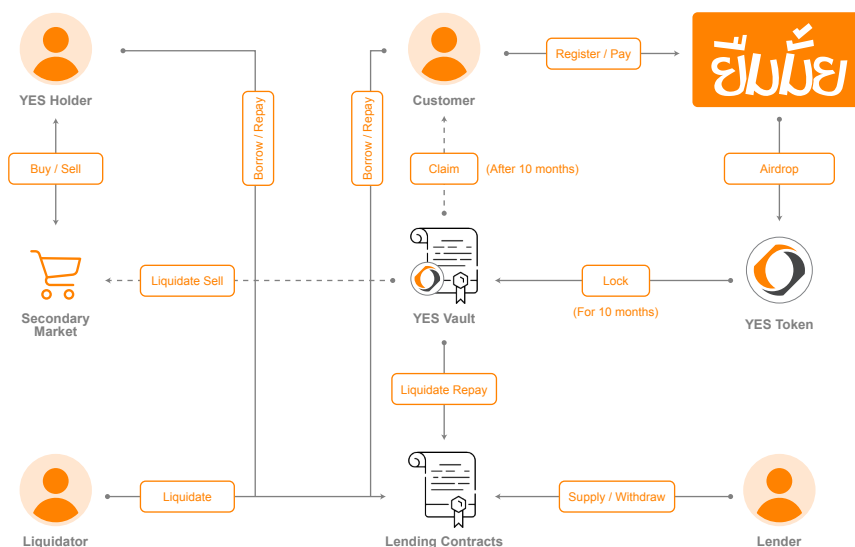 Register / Pay
ยืมมั้ย
YES Holder
Customer
Borrow / Repay
Borrow / Repay
Buy / Sell
Claim
(After 10 months)
Airdrop
Liquidate Sell
Lock
(For 10 months)
Secondary
Market
YES Vault
YES Token
Liquidate Repay
Liquidate
Supply / Withdraw
Liquidator
Lending Contracts
Lender